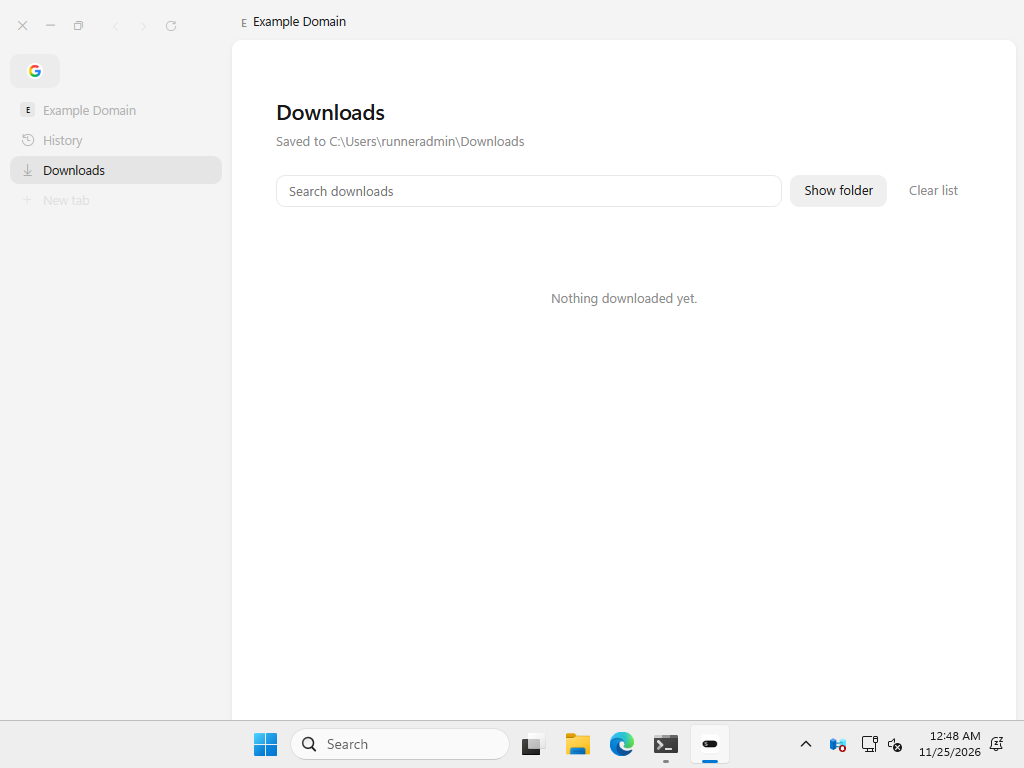 E Example Domain
E Example Domain
History
Downloads
+ New tab
Downloads
Saved to C:\Users\runneradmin\Downloads
Search downloads
Show folder
Clear list
Nothing downloaded yet.
Search
12:48 AM
11/25/2026